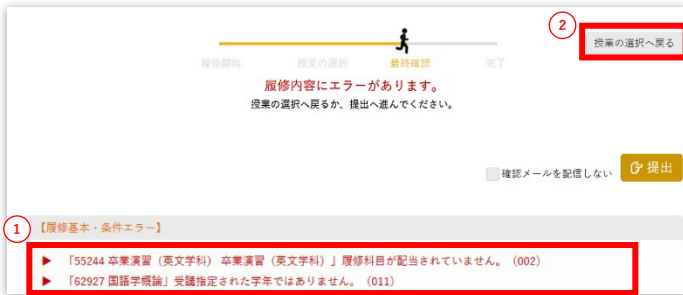 ②
授業の選択へ戻る
履修開始 授業の選択 最終確認 完了
履修内容にエラーがあります。
授業の選択へ戻るか、提出へ進んでください。
確認メールを配信しない 提出
①
【履修基本・条件エラー】
▶ 「55244 卒業演習（英文学科） 卒業演習（英文学科）」履修科目が配当されていません。（002）
▶ 「62927 国語学概論」受講指定された学年ではありません。（011）